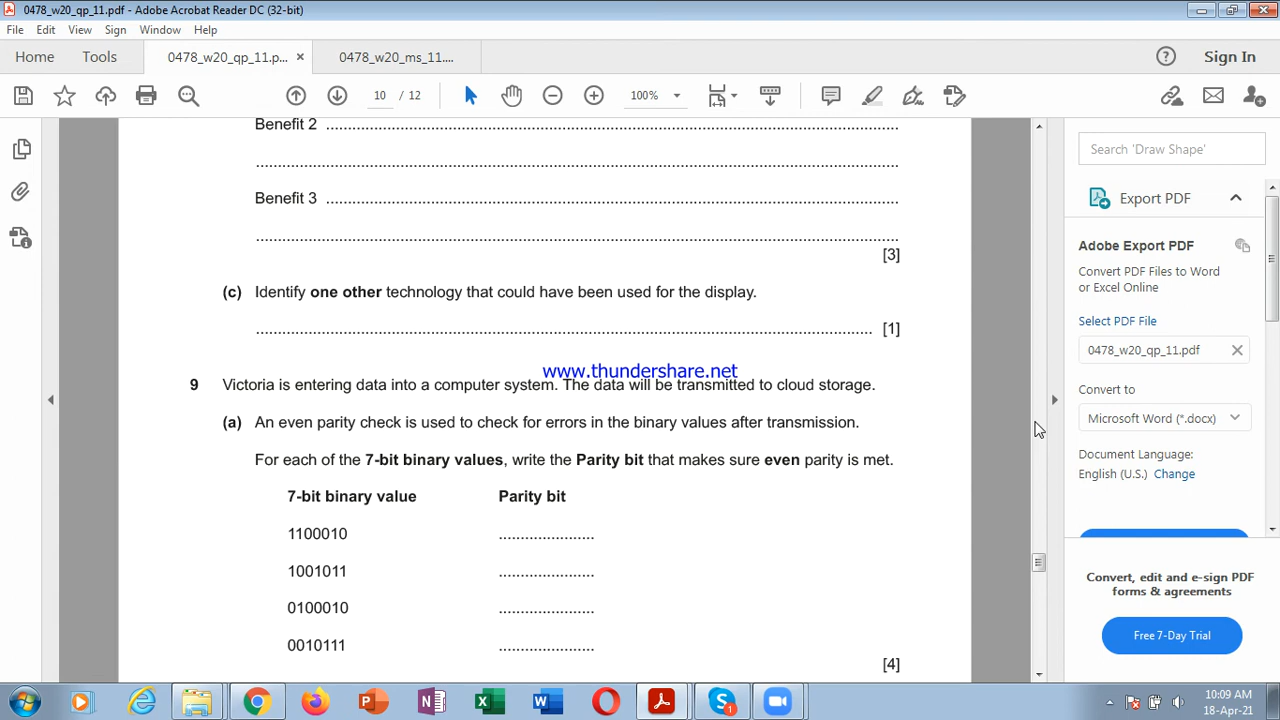 0478_w20_qp_11.pdf - Adobe Acrobat Reader DC (32-bit)
File Edit View Sign Window Help
Home Tools 0478_w20_qp_11.p... × 0478_w20_ms_11.... Sign In
10 / 12 100%
Benefit 2 ..........................................................................................
..........................................................................................
Benefit 3 ..........................................................................................
..........................................................................................
[3]
(c) Identify one other technology that could have been used for the display.
.......................................................................................... [1]
www.thundershare.net
9 Victoria is entering data into a computer system. The data will be transmitted to cloud storage.
(a) An even parity check is used to check for errors in the binary values after transmission.
For each of the 7-bit binary values, write the Parity bit that makes sure even parity is met.
7-bit binary value Parity bit
1100010 ......................
1001011 ......................
0100010 ......................
0010111 ......................
[4]
Search 'Draw Shape'
Export PDF
Adobe Export PDF
Convert PDF Files to Word
or Excel Online
Select PDF File
0478_w20_qp_11.pdf ×
Convert to
Microsoft Word (*.docx)
Document Language:
English (U.S.) Change
Convert, edit and e-sign PDF
forms & agreements
Free 7-Day Trial
10:09 AM
18-Apr-21